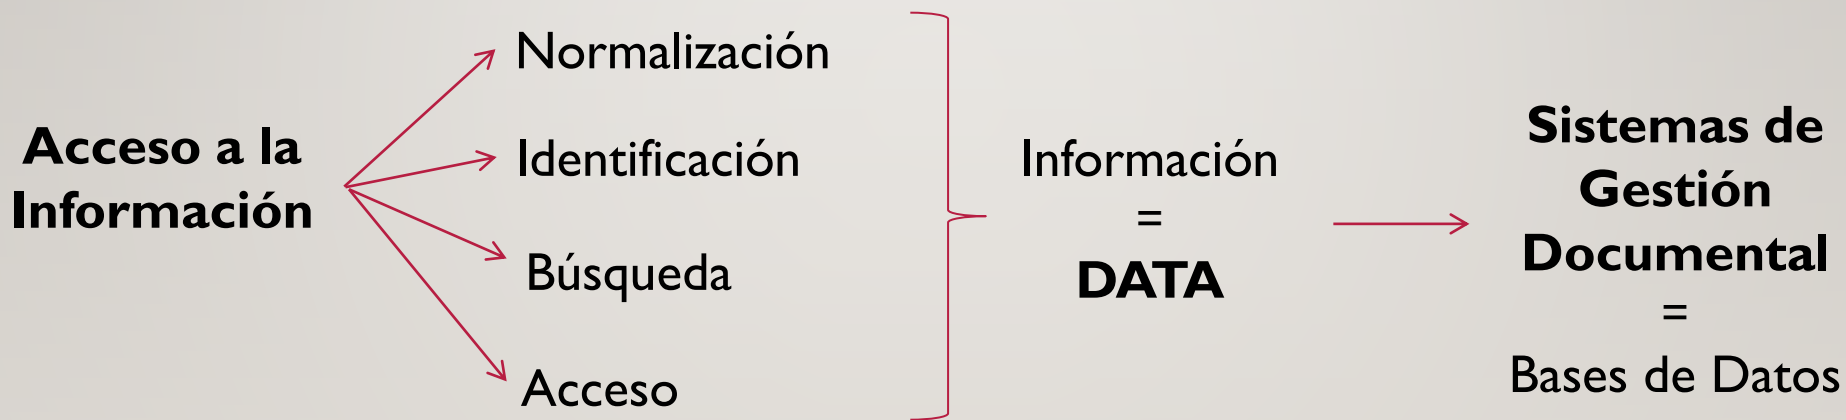 Acceso a la
Información
Normalización
Identificación
Búsqueda
Acceso
Información
=
DATA
Sistemas de
Gestión
Documental
=
Bases de Datos